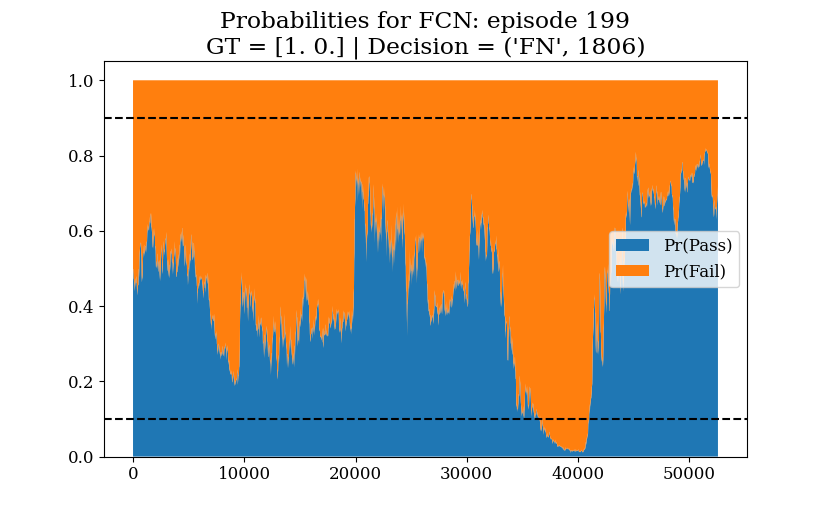 Probabilities for FCN: episode 199
GT = [1. 0.] | Decision = ('FN', 1806)
1.0
0.8
0.6
0.4
0.2
0.0
Pr(Pass)
Pr(Fail)
0 10000 20000 30000 40000 50000